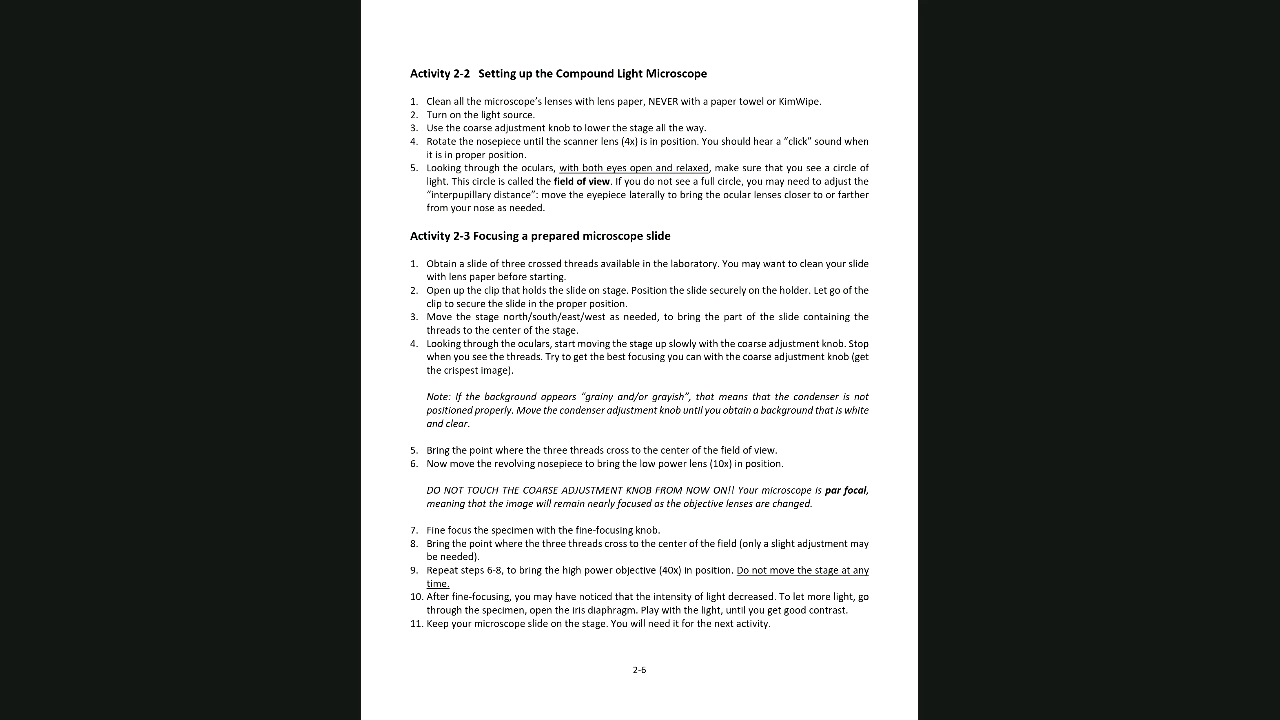 Activity 2-2 Setting up the Compound Light Microscope
1. Clean all the microscope's lenses with lens paper, NEVER with a paper towel or KimWipe.
2. Turn on the light source.
3. Use the coarse adjustment knob to lower the stage all the way.
4. Rotate the nosepiece until the scanner lens (4x) is in position. You should hear a "click" sound when
it is in proper position.
5. Looking through the oculars, with both eyes open and relaxed, make sure that you see a circle of
light. This circle is called the field of view. If you do not see a full circle, you may need to adjust the
"interpupillary distance": move the eyepiece laterally to bring the ocular lenses closer to or farther
from your nose as needed.
Activity 2-3 Focusing a prepared microscope slide
1. Obtain a slide of three crossed threads available in the laboratory. You may want to clean your slide
with lens paper before starting.
2. Open up the clip that holds the slide on stage. Position the slide securely on the holder. Let go of the
clip to secure the slide in the proper position.
3. Move the stage north/south/east/west as needed, to bring the part of the slide containing the
threads to the center of the stage.
4. Looking through the oculars, start moving the stage up slowly with the coarse adjustment knob. Stop
when you see the threads. Try to get the best focusing you can with the coarse adjustment knob (get
the crispest image).
Note: If the background appears "grainy and/or grayish", that means that the condenser is not
positioned properly. Move the condenser adjustment knob until you obtain a background that is white
and clear.
5. Bring the point where the three threads cross to the center of the field of view.
6. Now move the revolving nosepiece to bring the low power lens (10x) in position.
DO NOT TOUCH THE COARSE ADJUSTMENT KNOB FROM NOW ON!! Your microscope is par focal,
meaning that the image will remain nearly focused as the objective lenses are changed.
7. Fine focus the specimen with the fine-focusing knob.
8. Bring the point where the three threads cross to the center of the field (only a slight adjustment may
be needed).
9. Repeat steps 6-8, to bring the high power objective (40x) in position. Do not move the stage at any
time.
10. After fine-focusing, you may have noticed that the intensity of light decreased. To let more light, go
through the specimen, open the iris diaphragm. Play with the light, until you get good contrast.
11. Keep your microscope slide on the stage. You will need it for the next activity.
2-6